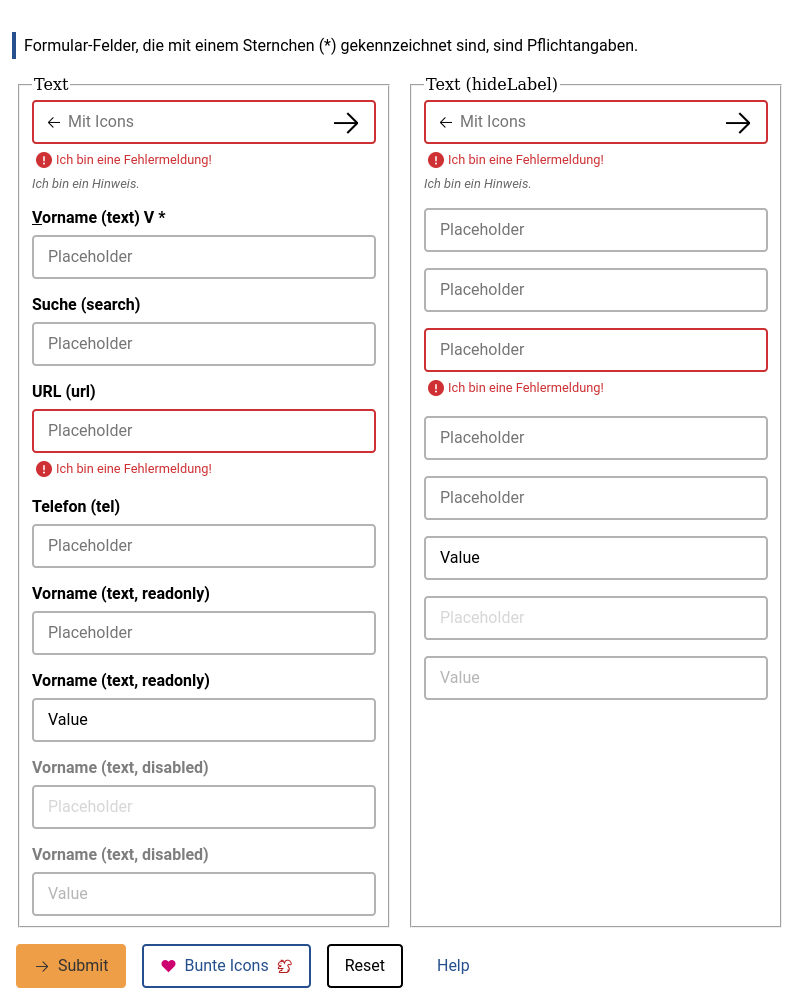 Formular-Felder, die mit einem Sternchen (*) gekennzeichnet sind, sind Pflichtangaben.
Text
Mit Icons
Ich bin eine Fehlermeldung!
Ich bin ein Hinweis.
Vorname (text) V *
Placeholder
Suche (search)
Placeholder
URL (url)
Placeholder
Ich bin eine Fehlermeldung!
Telefon (tel)
Placeholder
Vorname (text, readonly)
Placeholder
Vorname (text, readonly)
Value
Vorname (text, disabled)
Placeholder
Vorname (text, disabled)
Value
Text (hideLabel)
Mit Icons
Ich bin eine Fehlermeldung!
Ich bin ein Hinweis.
Placeholder
Placeholder
Placeholder
Ich bin eine Fehlermeldung!
Placeholder
Placeholder
Value
Placeholder
Value
Submit
Bunte Icons
Reset
Help